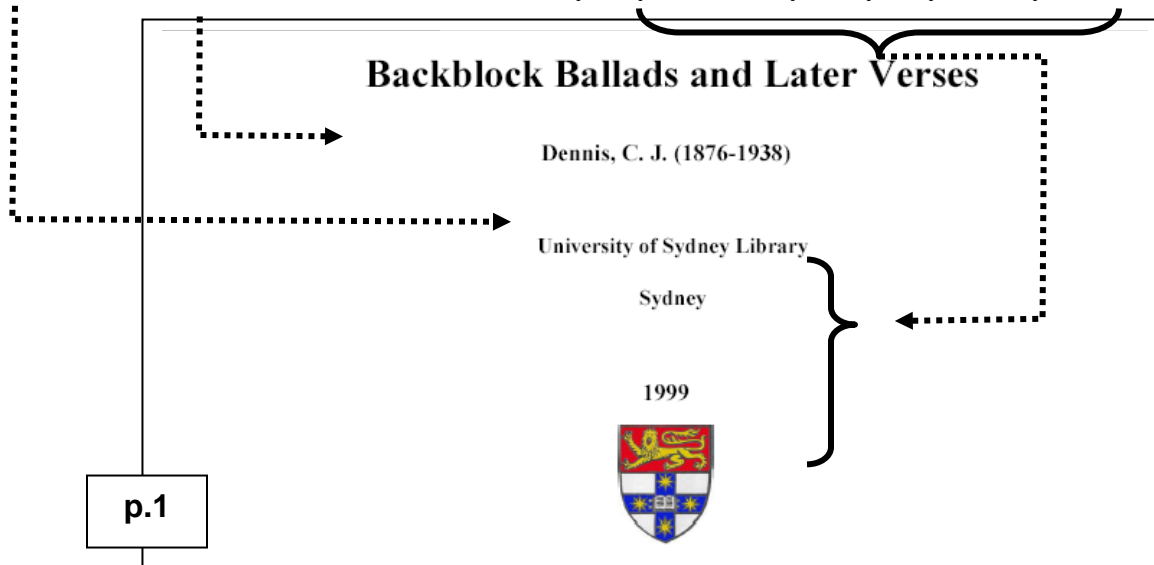 Backblock Ballads and Later Verses
Dennis, C. J. (1876-1938)
University of Sydney Library
Sydney
1999
p.1